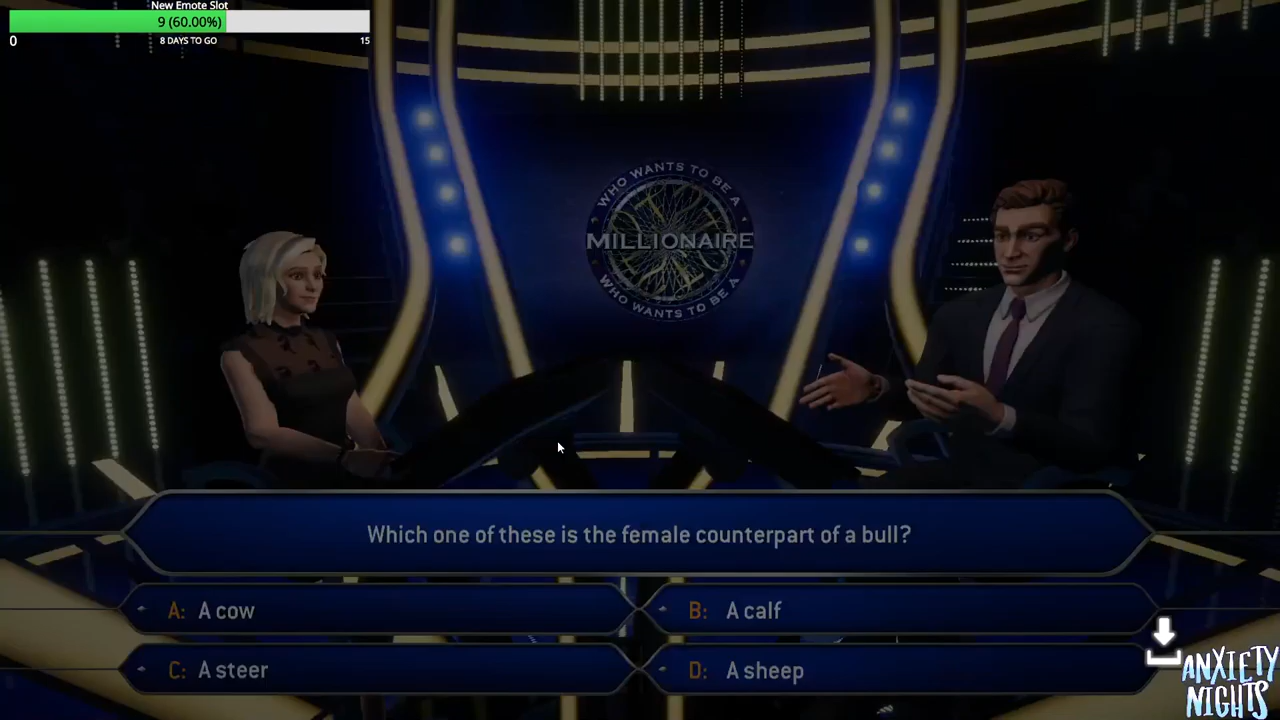 New Emote Slot
9 (60.00%)
0
8 DAYS TO GO
15
WHO WANTS TO BE A
MILLIONAIRE
WHO WANTS TO BE A
Which one of these is the female counterpart of a bull?
A: A cow
B: A calf
C: A steer
D: A sheep
ANXIETY
NIGHTS